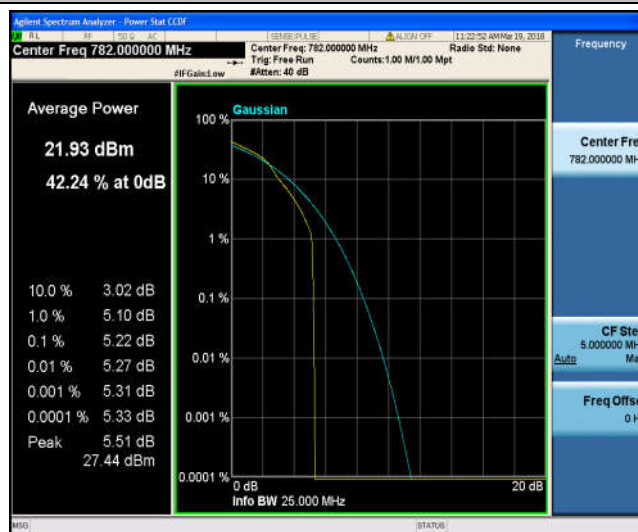 Agilent Spectrum Analyzer - Power Stat CCDF
RL RF 50 Ω AC SENSE:PULSE ALIGN OFF 11:22:52 AM Mar 19, 2018
Center Freq 782.000000 MHz
Center Freq: 782.000000 MHz Radio Std: None
Trig: Free Run Counts:1.00 M/1.00 Mpt
#IFGain:Low #Atten: 40 dB
Frequency
Average Power
21.93 dBm
42.24 % at 0dB
10.0 % 3.02 dB
1.0 % 5.10 dB
0.1 % 5.22 dB
0.01 % 5.27 dB
0.001 % 5.31 dB
0.0001 % 5.33 dB
Peak 5.51 dB
27.44 dBm
Gaussian
100 %
10 %
1 %
0.1 %
0.01 %
0.001 %
0.0001 %
0 dB 20 dB
Info BW 25.000 MHz
Center Fre
782.000000 MH
CF Ste
5.000000 MH
Auto Ma
Freq Offse
0 H
MSG STATUS